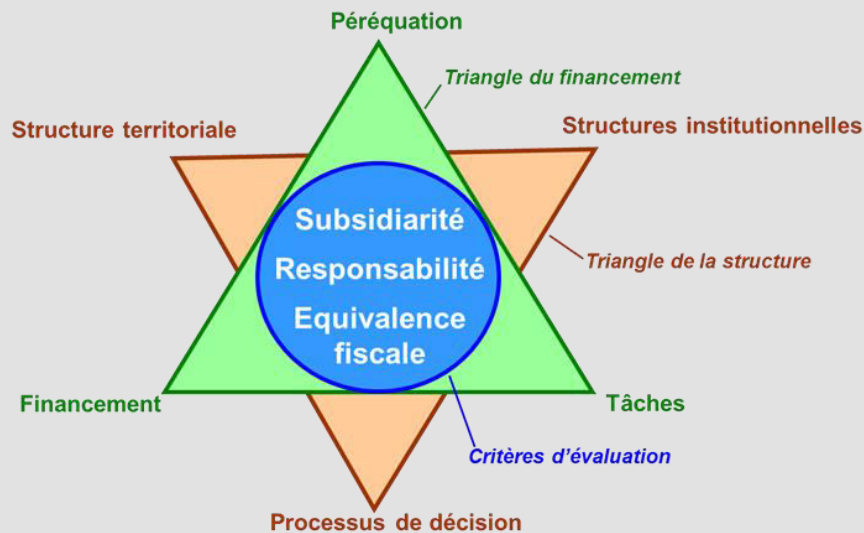 Péréquation
Triangle du financement
Structure territoriale
Structures institutionnelles
Subsidiarité
Responsabilité
Equivalence
fiscale
Triangle de la structure
Financement
Tâches
Critères d'évaluation
Processus de décision